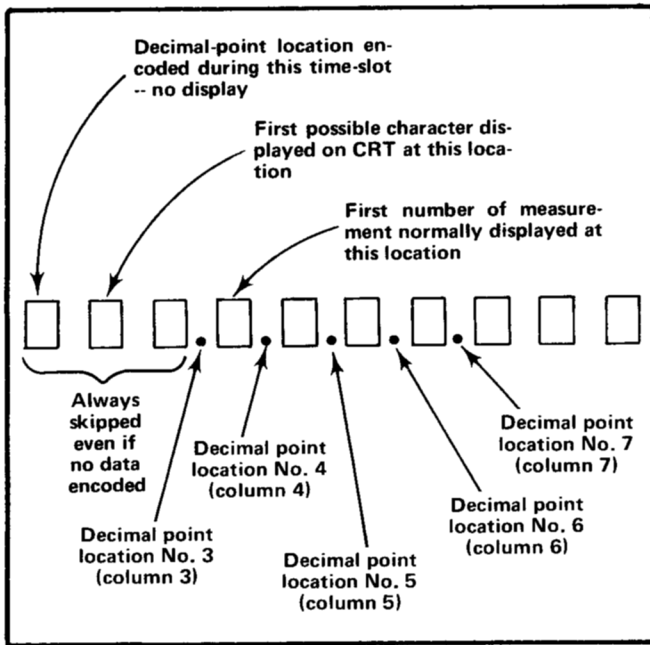 Decimal-point location en-
coded during this time-slot
-- no display
First possible character dis-
played on CRT at this loca-
tion
First number of measure-
ment normally displayed at
this location
Always
skipped
even if
no data
encoded
Decimal point
location No. 3
(column 3)
Decimal point
location No. 4
(column 4)
Decimal point
location No. 5
(column 5)
Decimal point
location No. 6
(column 6)
Decimal point
location No. 7
(column 7)